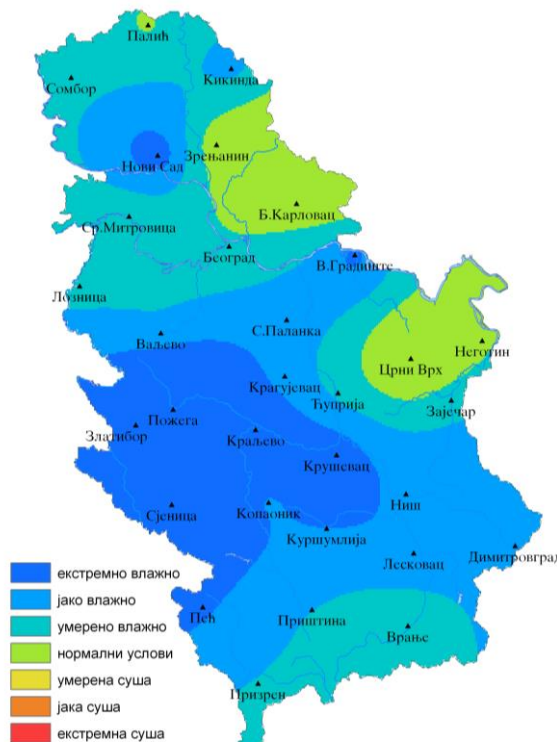 Палић
Кикинда
Сомбор
Зрењанин
Нови Сад
Б.Карловац
Ср.Митровица
Београд
В.Градиште
Лозница
С.Паланка
Ваљево
Неготин
Црни Врх
Крагујевац
Ћуприја
Зајечар
Пожега
Златибор
Краљево
Крушевац
Ниш
Копаоник
Сјеница
Куршумлија
Димитровград
Лесковац
Пећ
Приштина
Врање
Призрен
екстремно влажно
јако влажно
умерено влажно
нормални услови
умерена суша
јака суша
екстремна суша